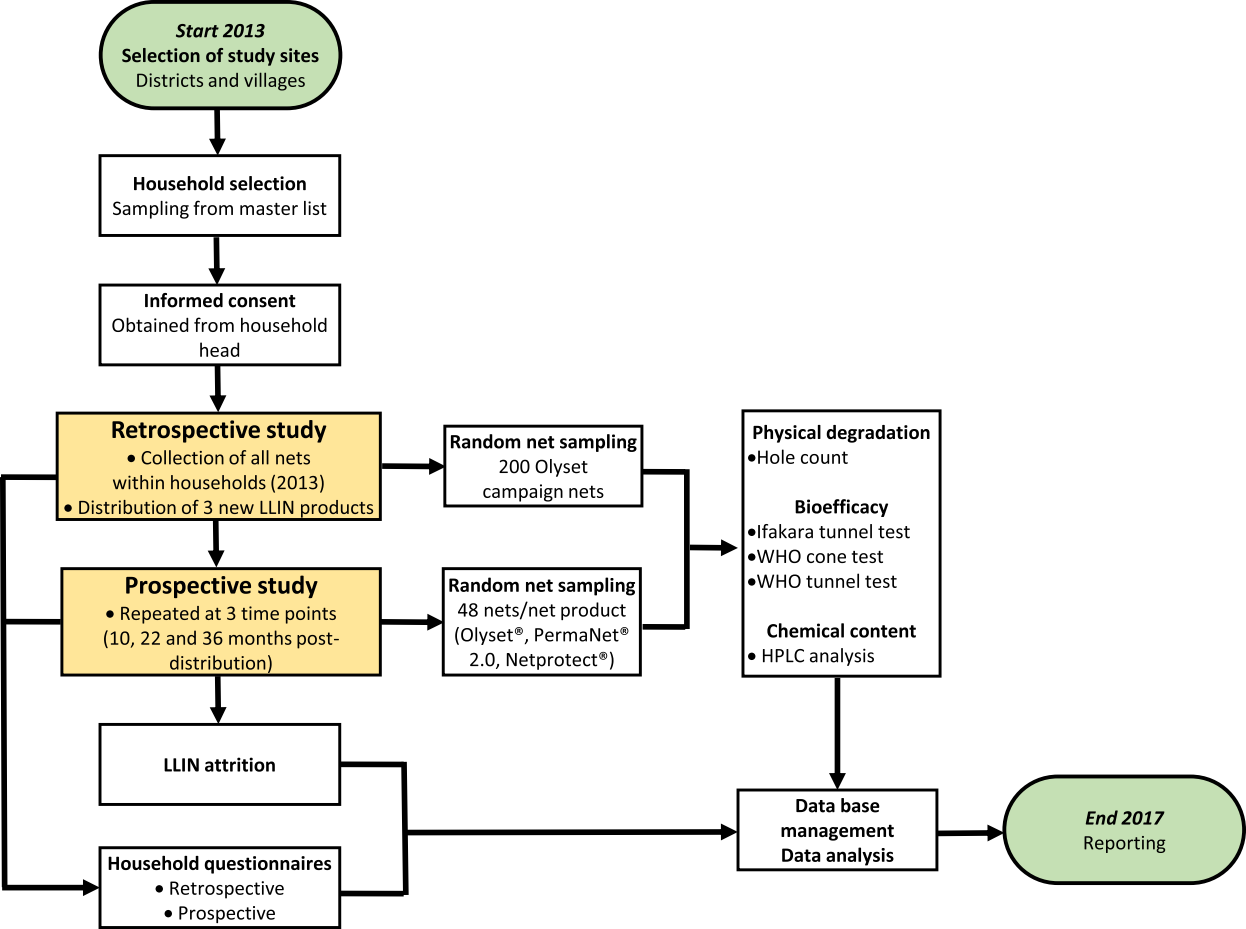 Start 2013
Selection of study sites
Districts and villages
Household selection
Sampling from master list
Informed consent
Obtained from household
head
Retrospective study
● Collection of all nets
within households (2013)
● Distribution of 3 new LLIN products
Random net sampling
200 Olyset
campaign nets
Prospective study
● Repeated at 3 time points
(10, 22 and 36 months post-
distribution)
Random net sampling
48 nets/net product
(Olyset®, PermaNet®
2.0, Netprotect®)
Physical degradation
●Hole count
Bioefficacy
●Ifakara tunnel test
●WHO cone test
●WHO tunnel test
Chemical content
● HPLC analysis
LLIN attrition
Household questionnaires
● Retrospective
● Prospective
Data base
management
Data analysis
End 2017
Reporting